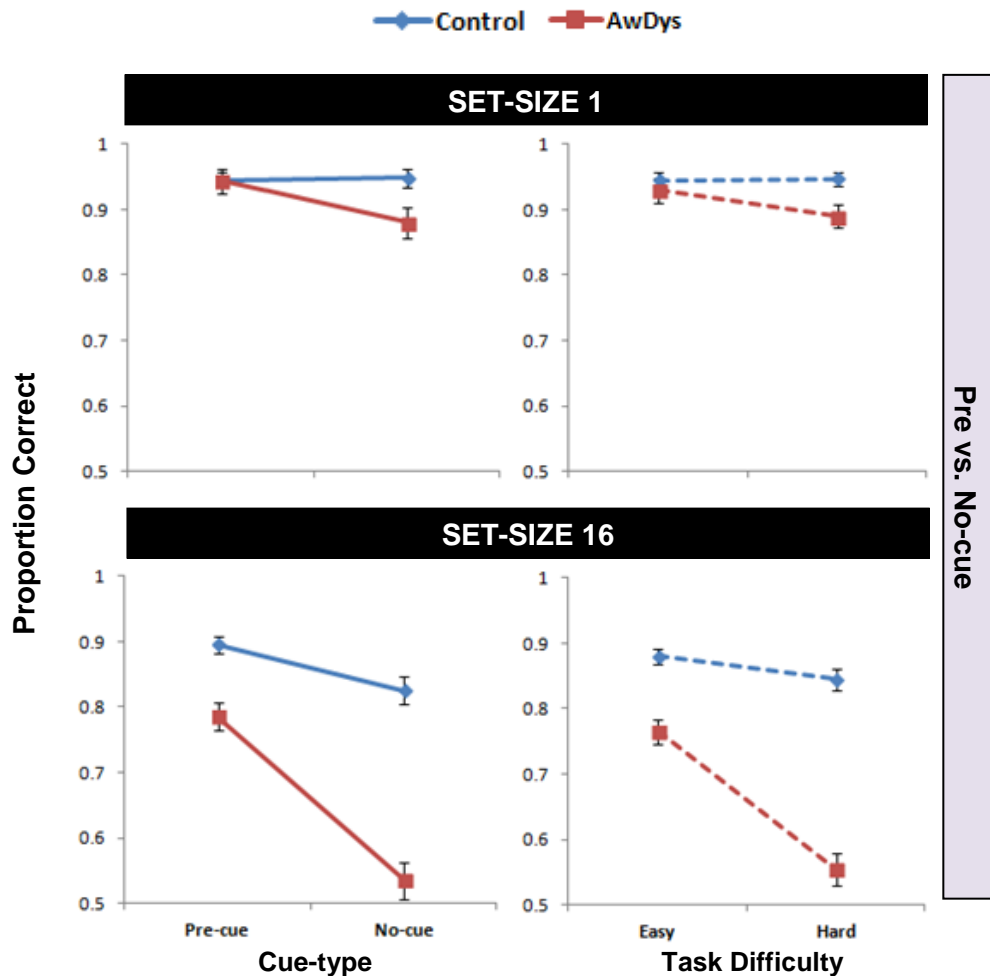 Control AwDys
SET-SIZE 1
1
0.9
0.8
0.7
0.6
0.5
1
0.9
0.8
0.7
0.6
0.5
SET-SIZE 16
1
0.9
0.8
0.7
0.6
0.5
Pre-cue No-cue
Cue-type
1
0.9
0.8
0.7
0.6
0.5
Easy Hard
Task Difficulty
Proportion Correct
Pre vs. No-cue